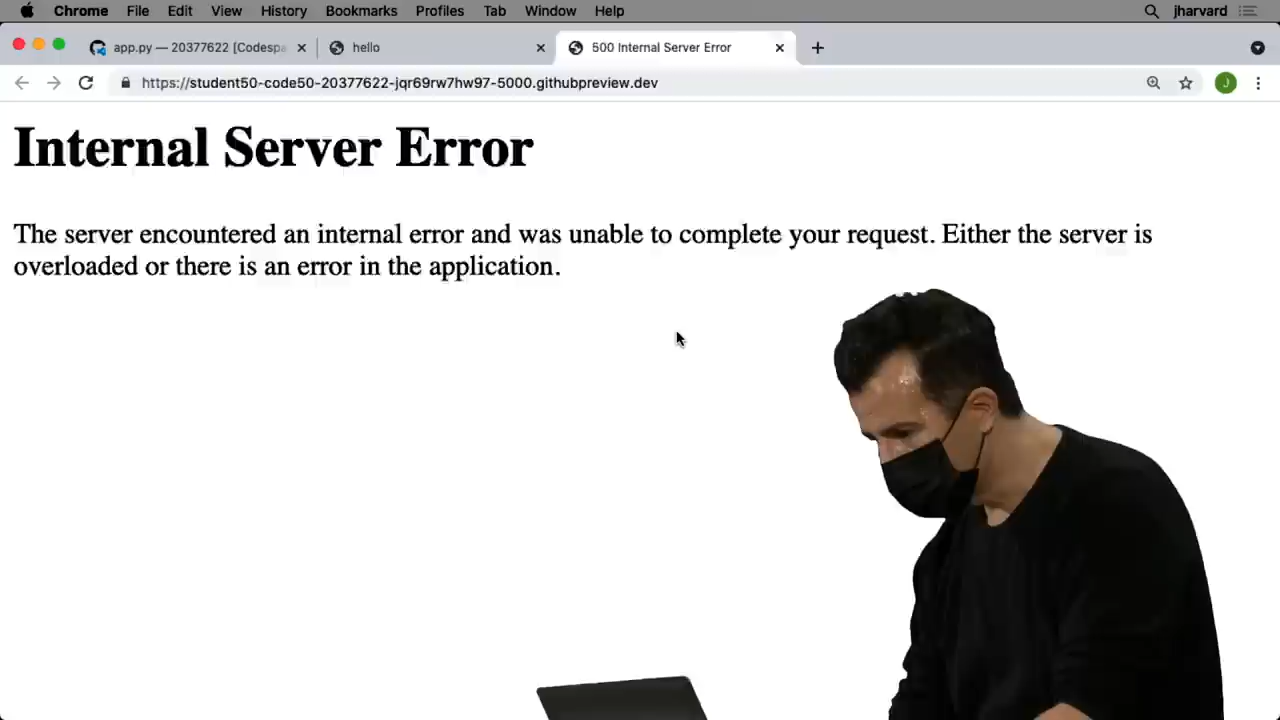 Chrome File Edit View History Bookmarks Profiles Tab Window Help jharvard
app.py — 20377622 [Codespa
hello
500 Internal Server Error
https://student50-code50-20377622-jqr69rw7hw97-5000.githubpreview.dev
J
Internal Server Error
The server encountered an internal error and was unable to complete your request. Either the server is
overloaded or there is an error in the application.